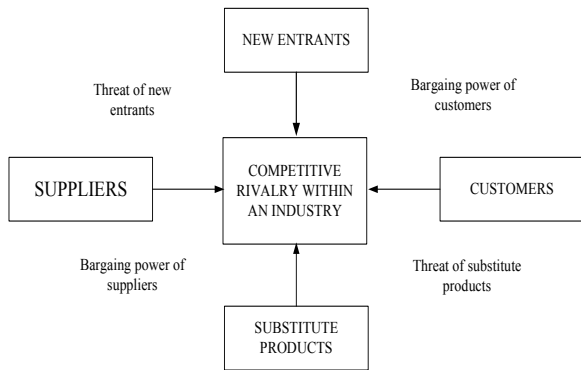 NEW ENTRANTS
Threat of new
entrants
Bargaing power of
customers
SUPPLIERS
COMPETITIVE
RIVALRY WITHIN
AN INDUSTRY
CUSTOMERS
Bargaing power of
suppliers
Threat of substitute
products
SUBSTITUTE
PRODUCTS